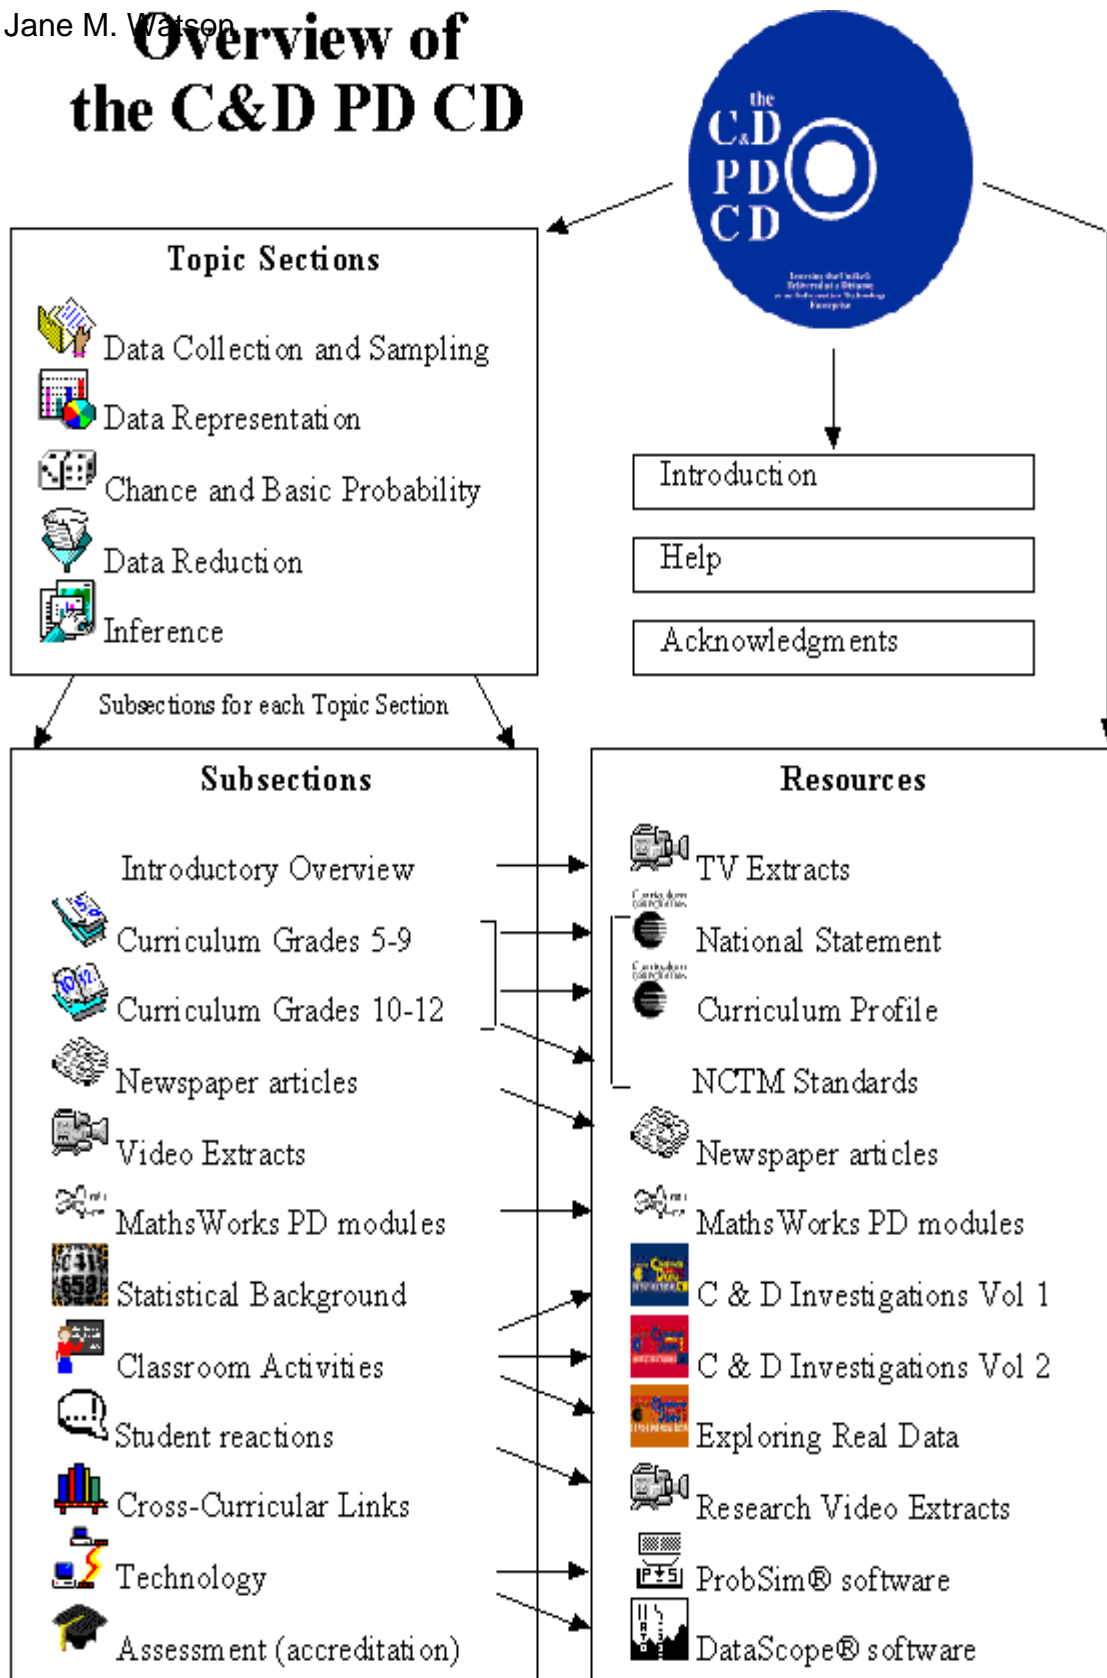 Jane M. Watson
Overview of
the C&D PD CD
the
C&D
PD
CD
Topic Sections
Data Collection and Sampling
Data Representation
Chance and Basic Probability
Data Reduction
Inference
Introduction
Help
Acknowledgments
Subsections for each Topic Section
Subsections
Introductory Overview
Curriculum Grades 5-9
Curriculum Grades 10-12
Newspaper articles
Video Extracts
MathsWorks PD modules
Statistical Background
Classroom Activities
Student reactions
Cross-Curricular Links
Technology
Assessment (accreditation)
Resources
TV Extracts
National Statement
Curriculum Profile
NCTM Standards
Newspaper articles
MathsWorks PD modules
C & D Investigations Vol 1
C & D Investigations Vol 2
Exploring Real Data
Research Video Extracts
ProbSim® software
DataScope® software